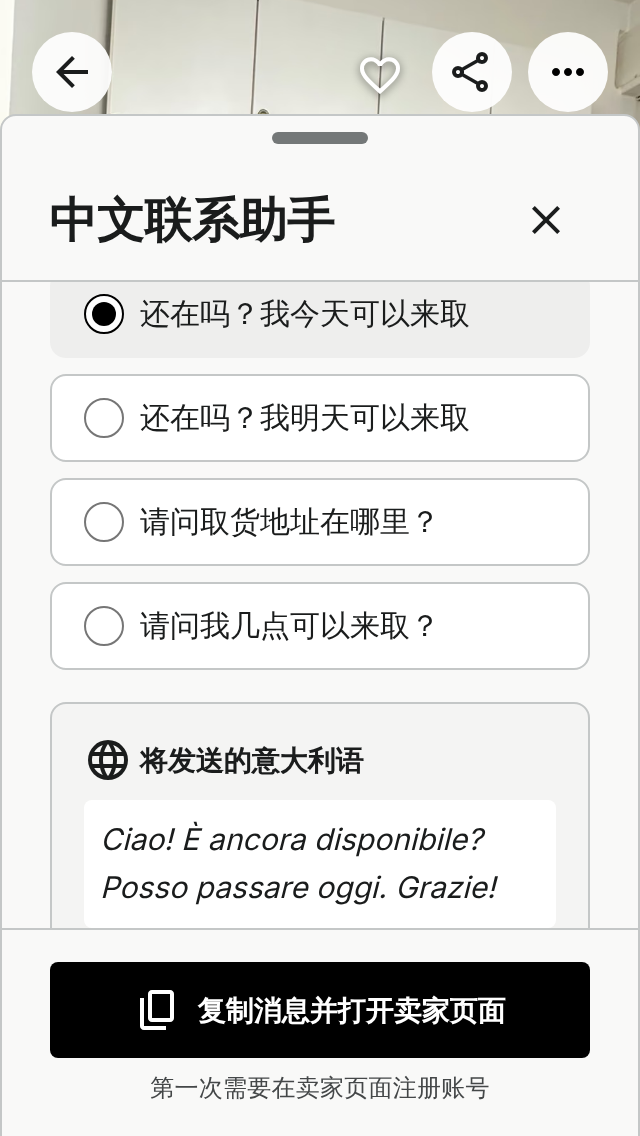 中文联系助手
还在吗？我今天可以来取
还在吗？我明天可以来取
请问取货地址在哪里？
请问我几点可以来取？
将发送的意大利语
Ciao! È ancora disponibile?
Posso passare oggi. Grazie!
复制消息并打开卖家页面
第一次需要在卖家页面注册账号